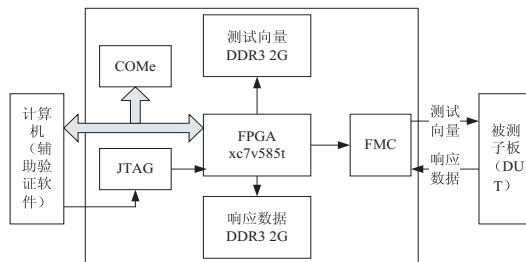 测试向量
DDR3 2G
COMe
计算
机
（辅
助验
证软
件）
FPGA
xc7v585t
FMC
测试
向量
响应
数据
被测
子板
（DU
T）
JTAG
响应数据
DDR3 2G